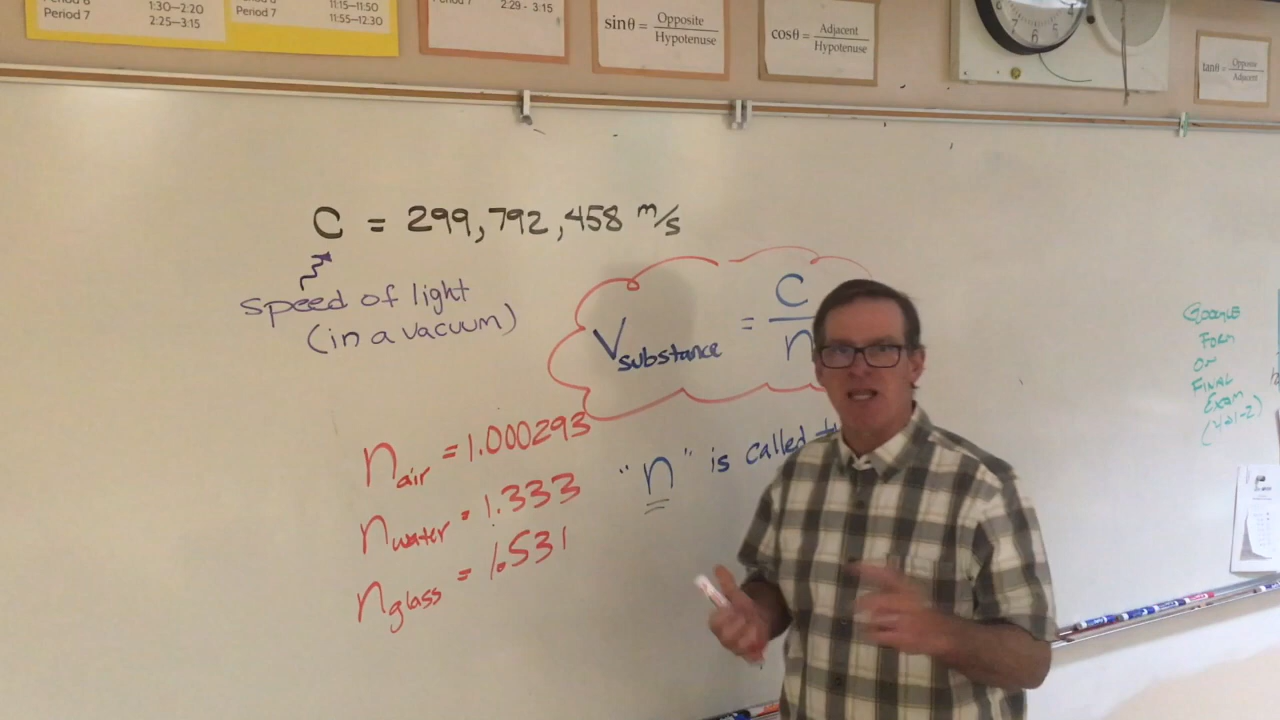 Period 7
1:30–2:20
2:25–3:15
Period 7
11:15–11:50
11:55–12:30
Period 7
2:29 - 3:15
sinθ = Opposite
Hypotenuse
cosθ = Adjacent
Hypotenuse
tanθ = Opposite
Adjacent
C = 299,792,458 m/s
speed of light
(in a vacuum)
Vsubstance = C
n
nair = 1.000293
"n" is called
nwater = 1.333
nglass = 1.531
GOOGLE
FORM
ON
FINAL
EXAM
(421-2)